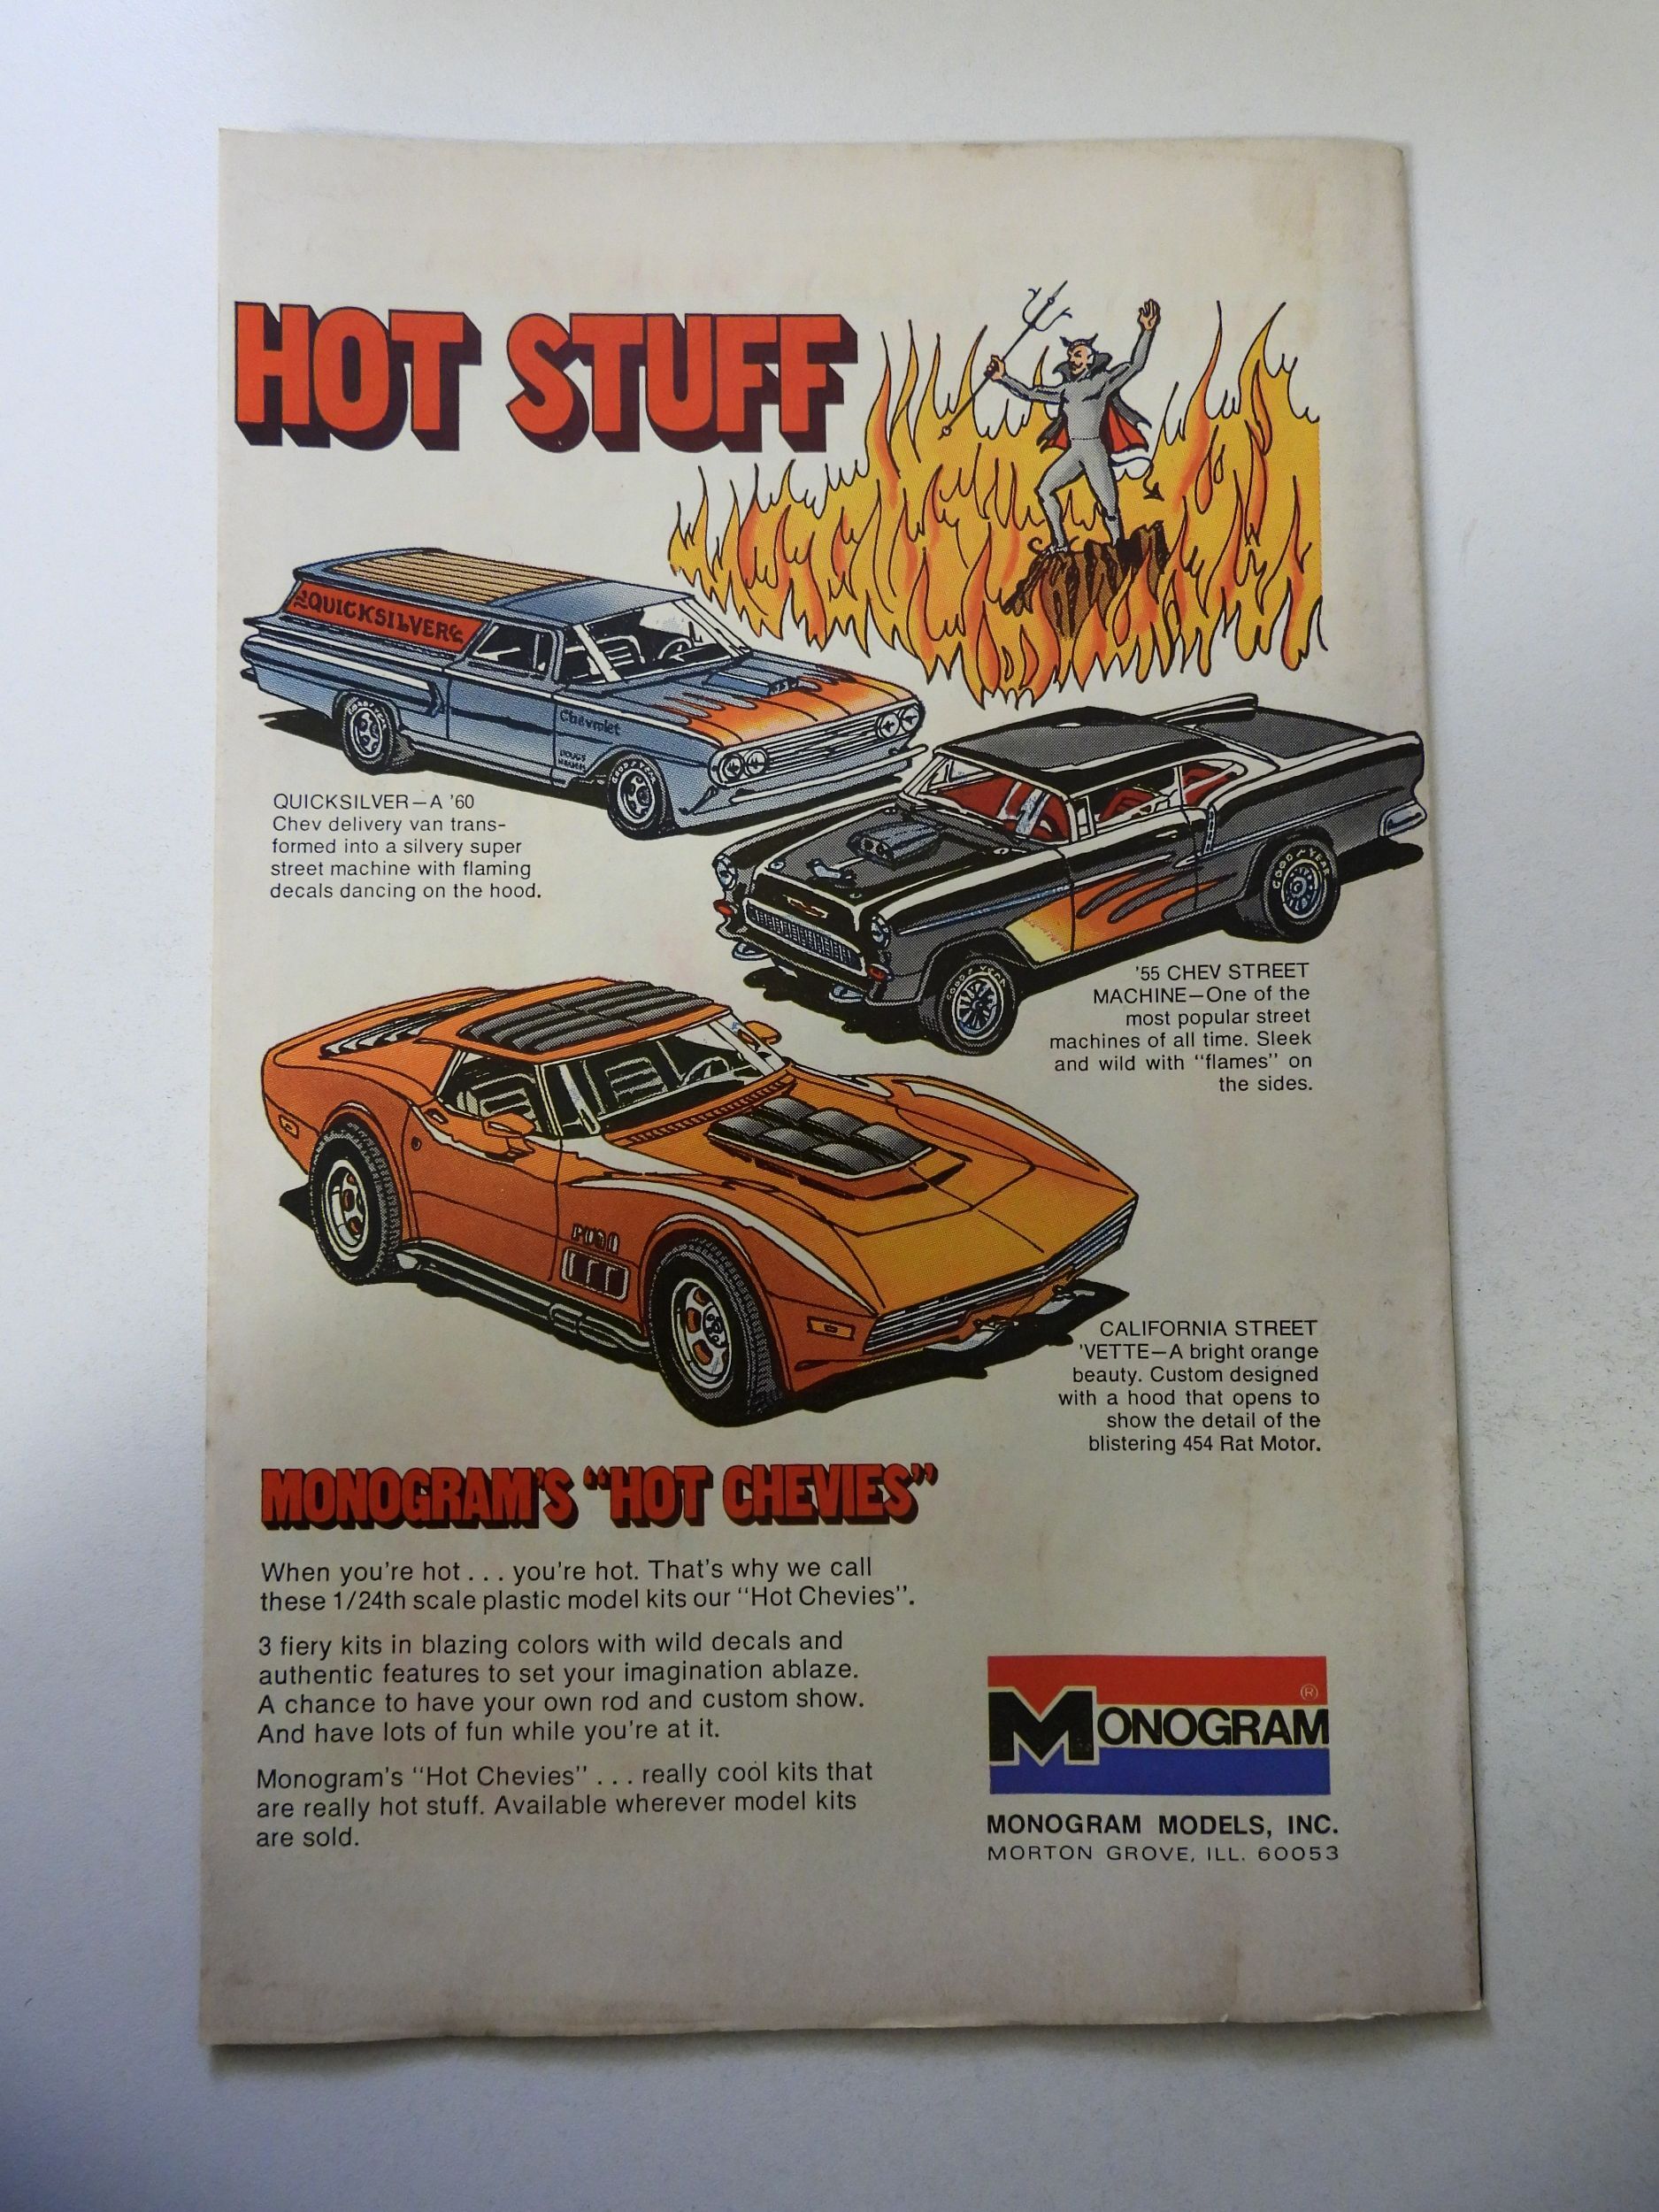 HOT STUFF
QUICKSILVER
Chevrolet
QUICKSILVER—A '60
Chev delivery van trans-
formed into a silvery super
street machine with flaming
decals dancing on the hood.
GOOD YEAR
GOOD YEAR
'55 CHEV STREET
MACHINE—One of the
most popular street
machines of all time. Sleek
and wild with "flames" on
the sides.
CALIFORNIA STREET
'VETTE—A bright orange
beauty. Custom designed
with a hood that opens to
show the detail of the
blistering 454 Rat Motor.
MONOGRAM'S "HOT CHEVIES"
When you're hot . . . you're hot. That's why we call
these 1/24th scale plastic model kits our "Hot Chevies".
3 fiery kits in blazing colors with wild decals and
authentic features to set your imagination ablaze.
A chance to have your own rod and custom show.
And have lots of fun while you're at it.
Monogram's "Hot Chevies" . . . really cool kits that
are really hot stuff. Available wherever model kits
are sold.
MONOGRAM ®
MONOGRAM MODELS, INC.
MORTON GROVE, ILL. 60053